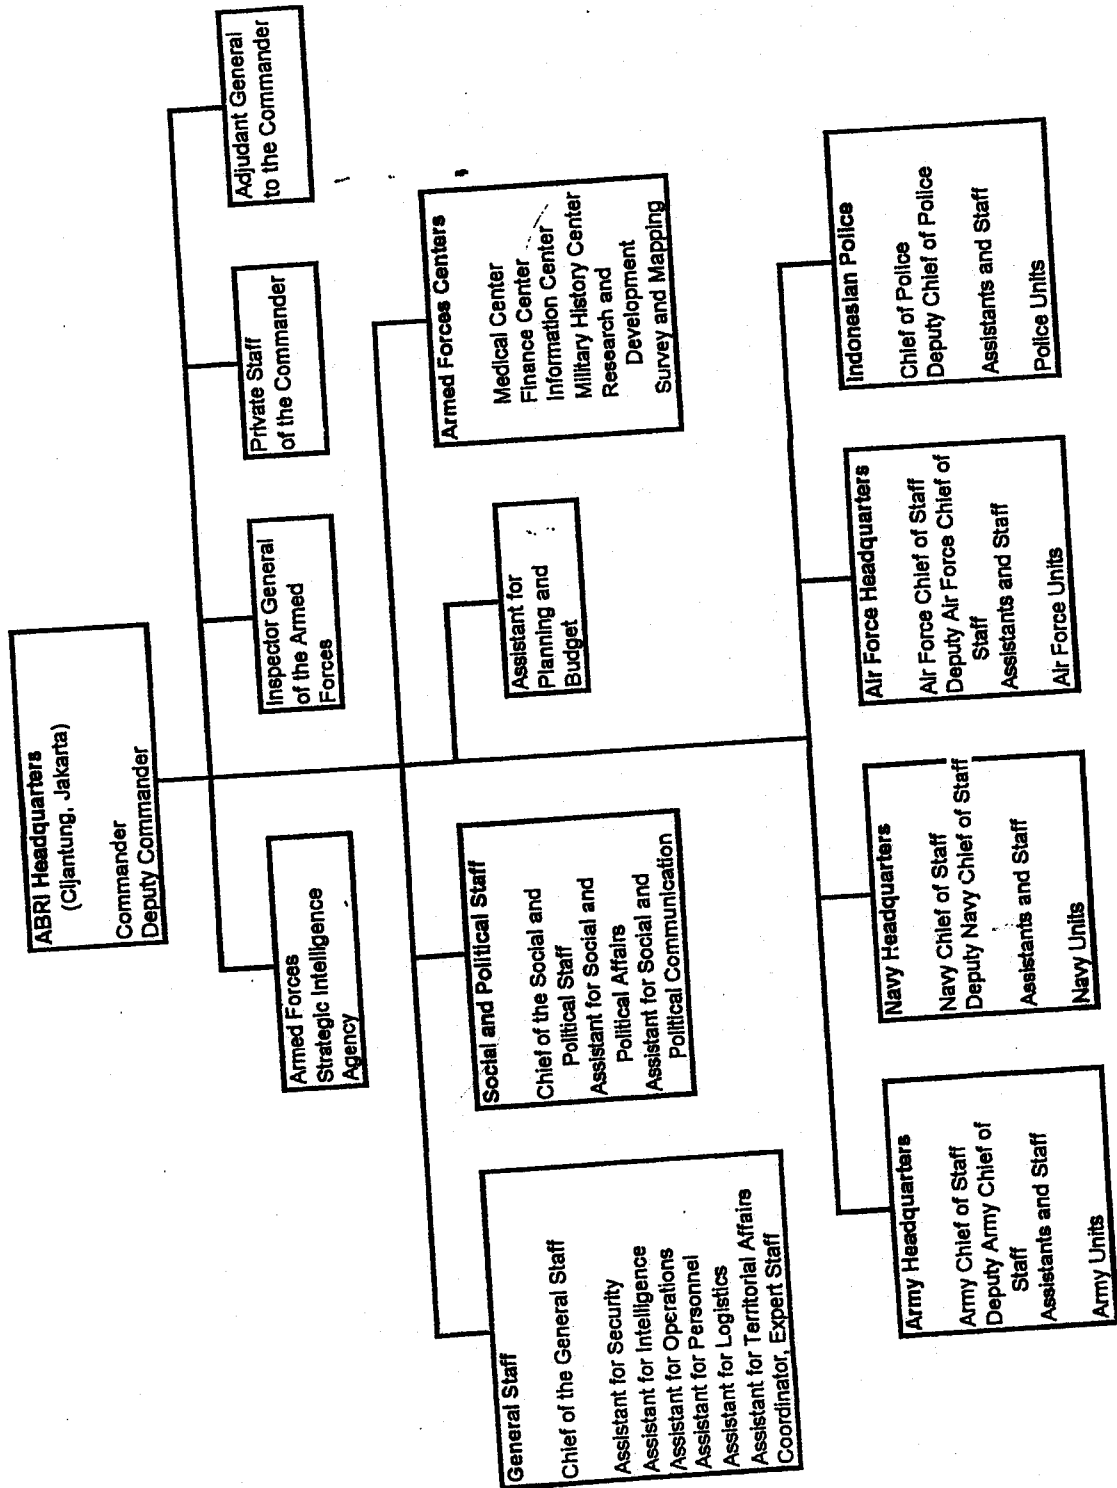 ABRI Headquarters
(Cijantung, Jakarta)
Commander
Deputy Commander
Armed Forces
Strategic Intelligence
Agency
Inspector General
of the Armed
Forces
Private Staff
of the Commander
Adjudant General
to the Commander
General Staff
Chief of the General Staff
Assistant for Security
Assistant for Intelligence
Assistant for Operations
Assistant for Personnel
Assistant for Logistics
Assistant for Territorial Affairs
Coordinator, Expert Staff
Social and Political Staff
Chief of the Social and
Political Staff
Assistant for Social and
Political Affairs
Assistant for Social and
Political Communication
Assistant for
Planning and
Budget
Armed Forces Centers
Medical Center
Finance Center
Information Center
Military History Center
Research and
Development
Survey and Mapping
Army Headquarters
Army Chief of Staff
Deputy Army Chief of
Staff
Assistants and Staff
Army Units
Navy Headquarters
Navy Chief of Staff
Deputy Navy Chief of Staff
Assistants and Staff
Navy Units
Air Force Headquarters
Air Force Chief of Staff
Deputy Air Force Chief of
Staff
Assistants and Staff
Air Force Units
Indonesian Police
Chief of Police
Deputy Chief of Police
Assistants and Staff
Police Units